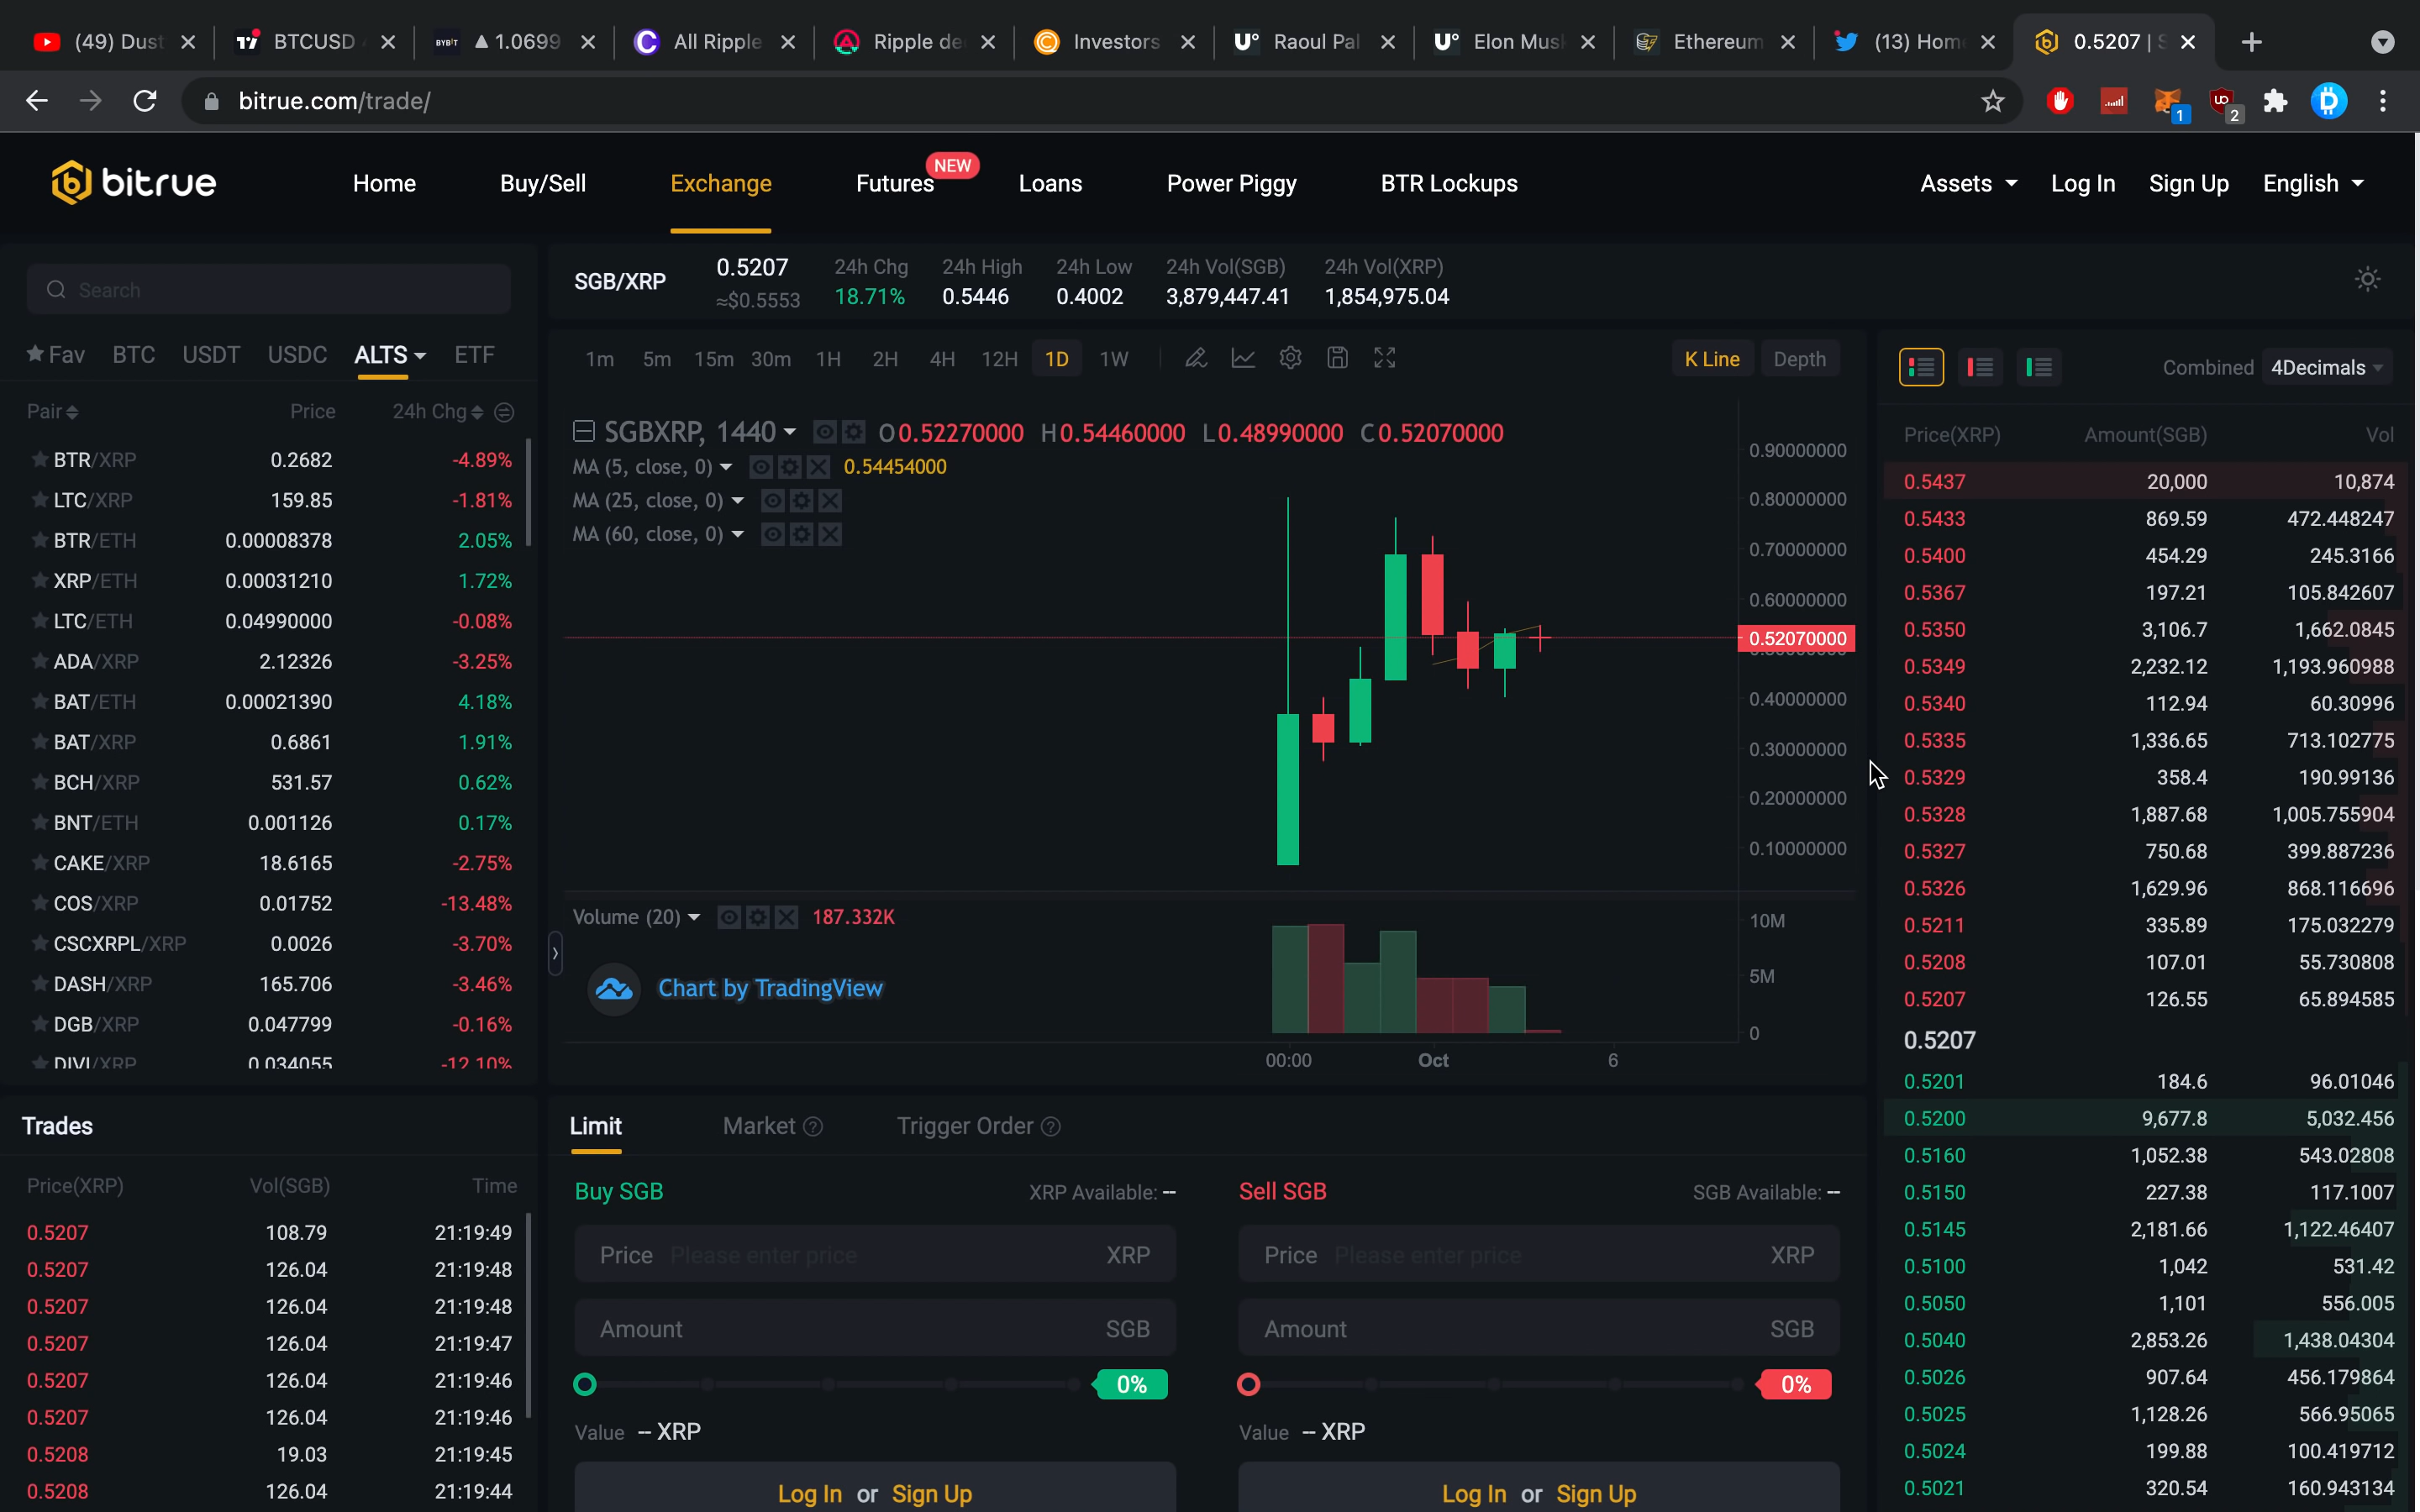 (49) Dust
BTCUSD
BYBIT ▲ 1.0699
All Ripple
Ripple de
Investors
U° Raoul Pal
U° Elon Mus
Ethereum
(13) Hom
0.5207 | S
bitrue.com/trade/
1
2
bitrue
Home
Buy/Sell
Exchange
Futures
NEW
Loans
Power Piggy
BTR Lockups
Assets
Log In
Sign Up
English
Search
Fav BTC USDT USDC ALTS ETF
Pair Price 24h Chg
BTR/XRP 0.2682 -4.89%
LTC/XRP 159.85 -1.81%
BTR/ETH 0.00008378 2.05%
XRP/ETH 0.00031210 1.72%
LTC/ETH 0.04990000 -0.08%
ADA/XRP 2.12326 -3.25%
BAT/ETH 0.00021390 4.18%
BAT/XRP 0.6861 1.91%
BCH/XRP 531.57 0.62%
BNT/ETH 0.001126 0.17%
CAKE/XRP 18.6165 -2.75%
COS/XRP 0.01752 -13.48%
CSCXRPL/XRP 0.0026 -3.70%
DASH/XRP 165.706 -3.46%
DGB/XRP 0.047799 -0.16%
DIVI/XRP 0.034055 -12.10%
Trades
Price(XRP) Vol(SGB) Time
0.5207 108.79 21:19:49
0.5207 126.04 21:19:48
0.5207 126.04 21:19:48
0.5207 126.04 21:19:47
0.5207 126.04 21:19:46
0.5207 126.04 21:19:46
0.5208 19.03 21:19:45
0.5208 126.04 21:19:44
SGB/XRP
0.5207
≈$0.5553
24h Chg
18.71%
24h High
0.5446
24h Low
0.4002
24h Vol(SGB)
3,879,447.41
24h Vol(XRP)
1,854,975.04
1m 5m 15m 30m 1H 2H 4H 12H 1D 1W
K Line Depth
SGBXRP, 1440 O0.52270000 H0.54460000 L0.48990000 C0.52070000
MA (5, close, 0) 0.54454000
MA (25, close, 0)
MA (60, close, 0)
0.90000000
0.80000000
0.70000000
0.60000000
0.52070000
0.40000000
0.30000000
0.20000000
0.10000000
Volume (20) 187.332K
10M
5M
0
Chart by TradingView
00:00 Oct 6
Limit Market Trigger Order
Buy SGB XRP Available: --
Price Please enter price XRP
Amount SGB
0%
Value -- XRP
Log In or Sign Up
Sell SGB SGB Available: --
Price Please enter price XRP
Amount SGB
0%
Value -- XRP
Log In or Sign Up
Combined 4Decimals
Price(XRP) Amount(SGB) Vol
0.5437 20,000 10,874
0.5433 869.59 472.448247
0.5400 454.29 245.3166
0.5367 197.21 105.842607
0.5350 3,106.7 1,662.0845
0.5349 2,232.12 1,193.960988
0.5340 112.94 60.30996
0.5335 1,336.65 713.102775
0.5329 358.4 190.99136
0.5328 1,887.68 1,005.755904
0.5327 750.68 399.887236
0.5326 1,629.96 868.116696
0.5211 335.89 175.032279
0.5208 107.01 55.730808
0.5207 126.55 65.894585
0.5207
0.5201 184.6 96.01046
0.5200 9,677.8 5,032.456
0.5160 1,052.38 543.02808
0.5150 227.38 117.1007
0.5145 2,181.66 1,122.46407
0.5100 1,042 531.42
0.5050 1,101 556.005
0.5040 2,853.26 1,438.04304
0.5026 907.64 456.179864
0.5025 1,128.26 566.95065
0.5024 199.88 100.419712
0.5021 320.54 160.943134